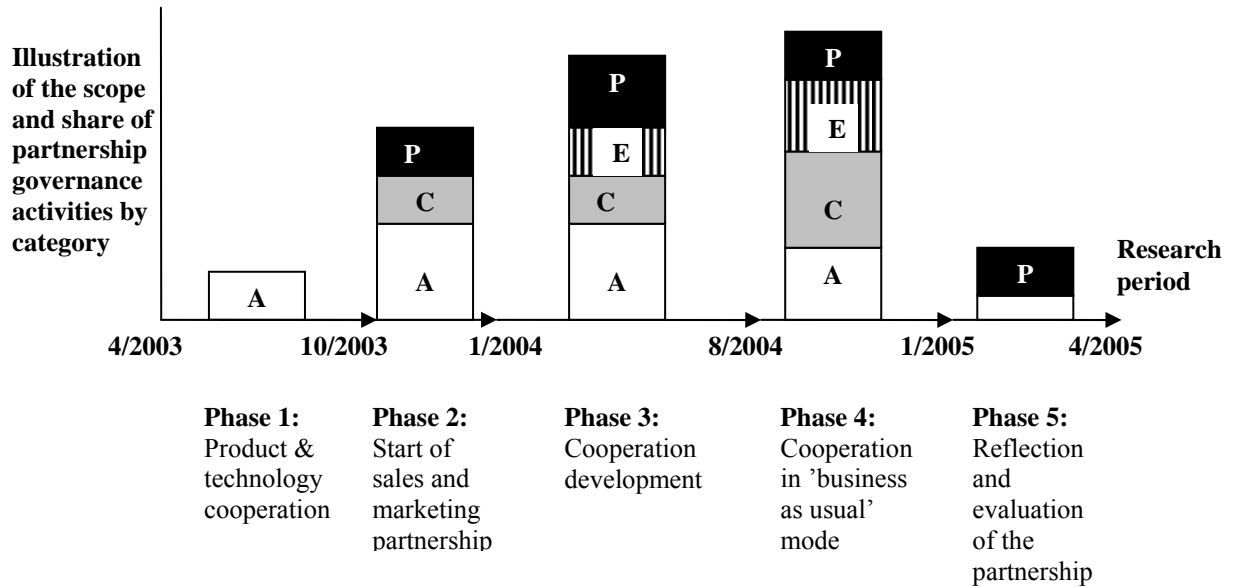 Illustration
of the scope
and share of
partnership
governance
activities by
category
A
P
C
A
P
E
C
A
P
E
C
A
P
Research
period
4/2003
10/2003
1/2004
8/2004
1/2005
4/2005
Phase 1:
Product &
technology
cooperation
Phase 2:
Start of
sales and
marketing
partnership
Phase 3:
Cooperation
development
Phase 4:
Cooperation
in ’business
as usual’
mode
Phase 5:
Reflection
and
evaluation
of the
partnership